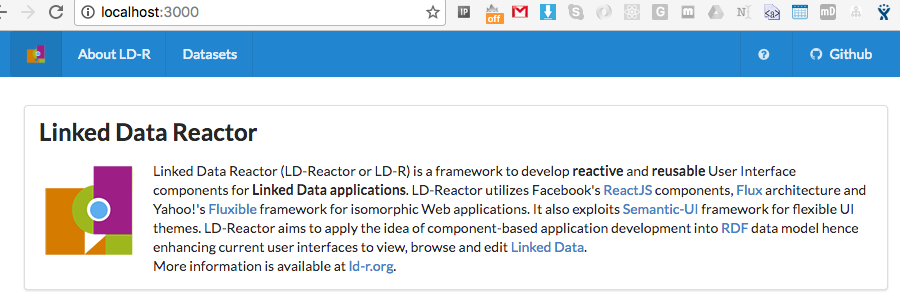 localhost:3000
IP
off
N
<a>
mD
About LD-R
Datasets
Github
Linked Data Reactor
Linked Data Reactor (LD-Reactor or LD-R) is a framework to develop reactive and reusable User Interface
components for Linked Data applications. LD-Reactor utilizes Facebook's ReactJS components, Flux architecture and
Yahoo!'s Fluxible framework for isomorphic Web applications. It also exploits Semantic-UI framework for flexible UI
themes. LD-Reactor aims to apply the idea of component-based application development into RDF data model hence
enhancing current user interfaces to view, browse and edit Linked Data.
More information is available at ld-r.org.